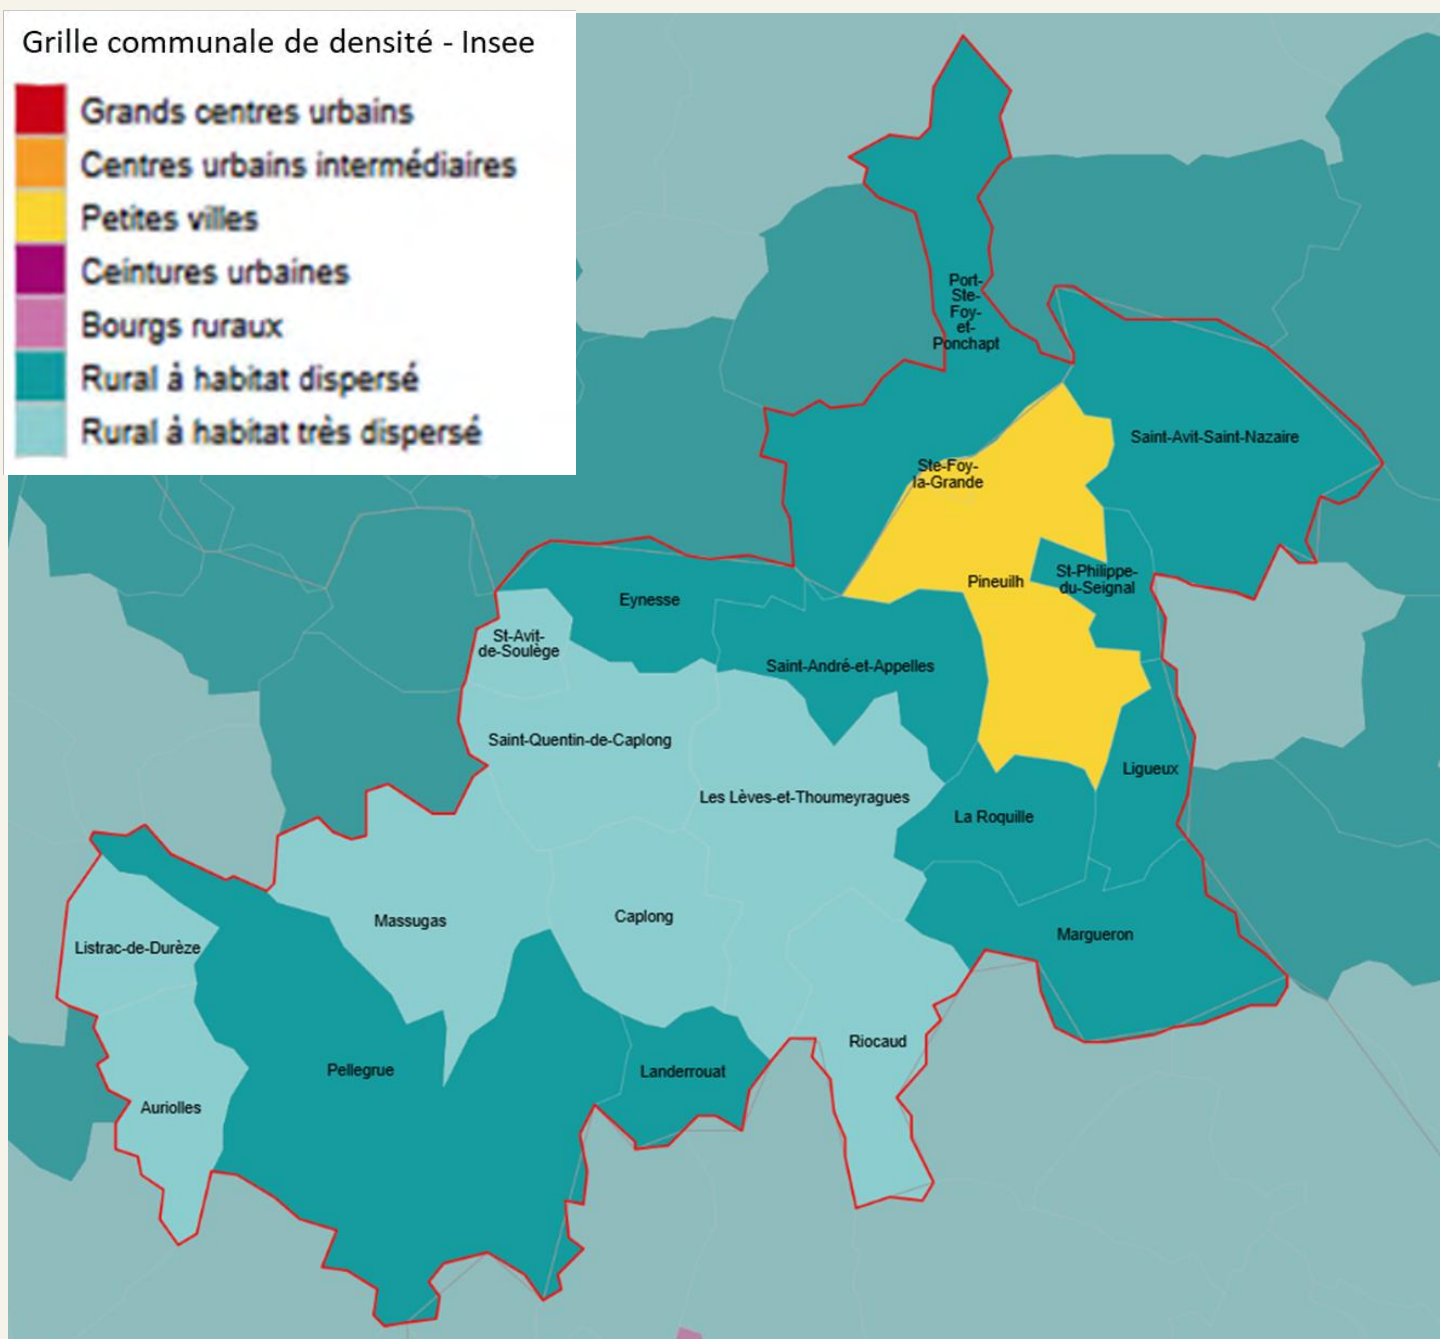 Grille communale de densité - Insee
Grands centres urbains
Centres urbains intermédiaires
Petites villes
Ceintures urbaines
Bourgs ruraux
Rural à habitat dispersé
Rural à habitat très dispersé
Port-
Ste-
Foy-
et-
Ponchapt
Saint-Avit-Saint-Nazaire
Ste-Foy-
la-Grande
St-Philippe-
du-Seignal
Pineuilh
Eynesse
St-Avit-
de-Soulège
Saint-André-et-Appelles
Saint-Quentin-de-Caplong
Ligueux
Les Lèves-et-Thoumeyragues
La Roquille
Massugas
Caplong
Margueron
Listrac-de-Durèze
Riocaud
Pellegrue
Landerrouat
Auriolles